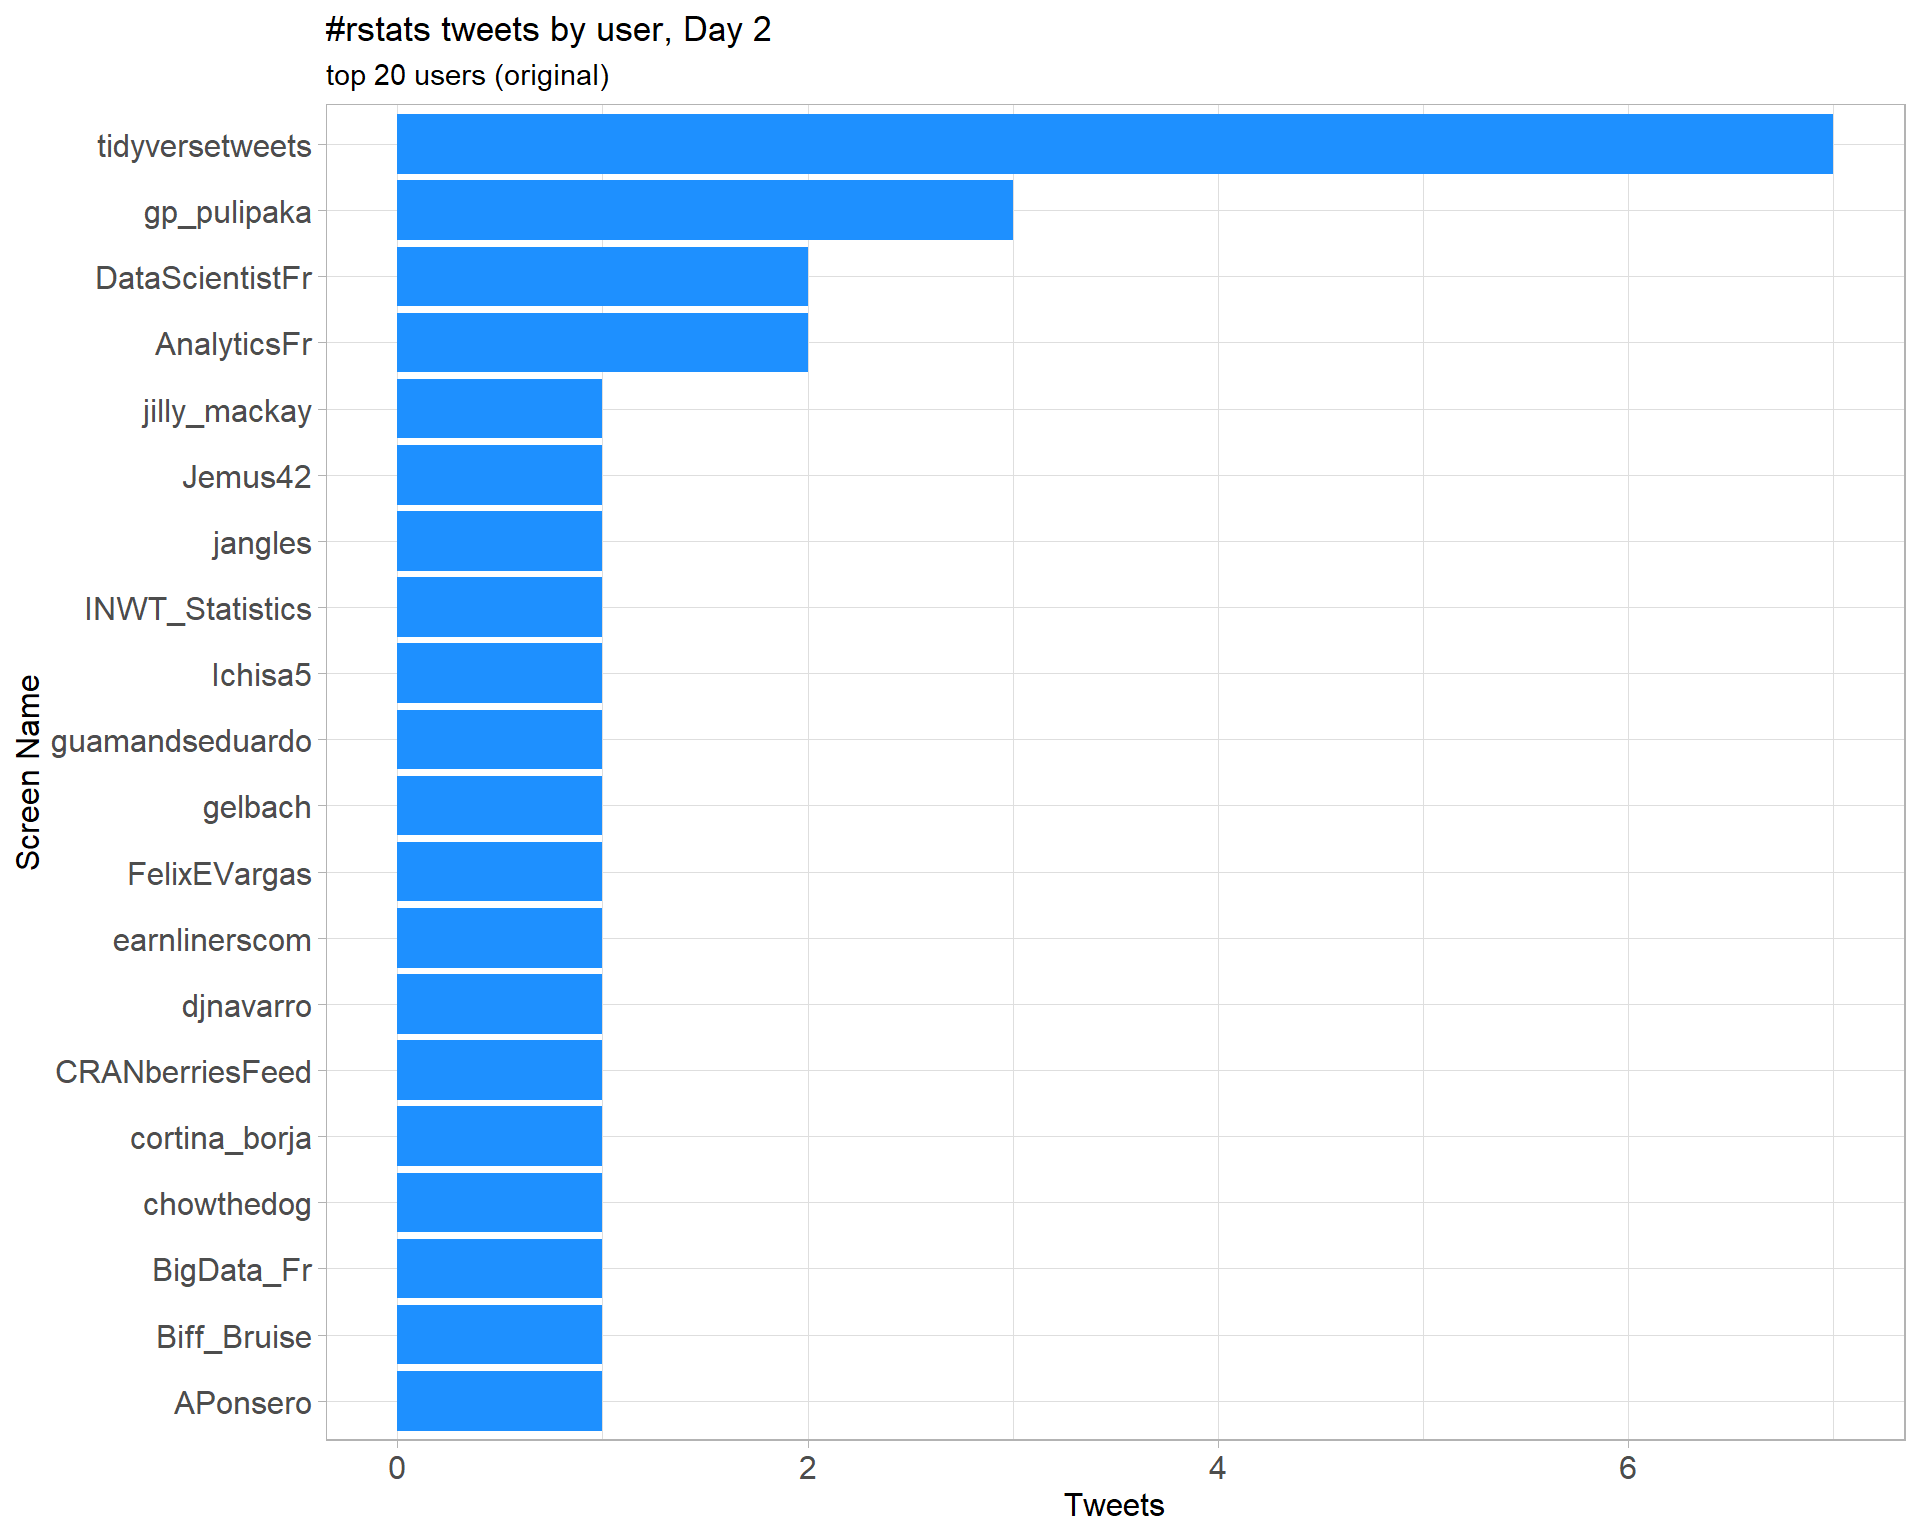 #rstats tweets by user, Day 2
top 20 users (original)
Screen Name
tidyversetweets
gp_pulipaka
DataScientistFr
AnalyticsFr
jilly_mackay
Jemus42
jangles
INWT_Statistics
Ichisa5
guamandseduardo
gelbach
FelixEVargas
earnlinerscom
djnavarro
CRANberriesFeed
cortina_borja
chowthedog
BigData_Fr
Biff_Bruise
APonsero
0 2 4 6
Tweets